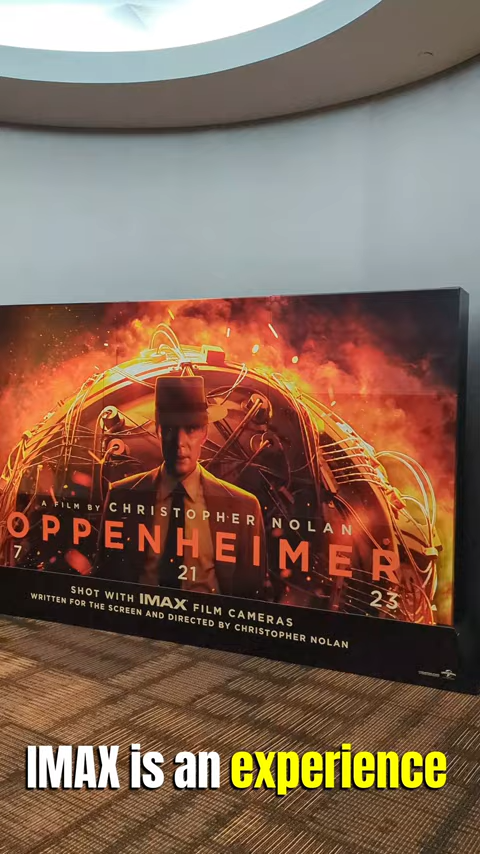 A FILM BY CHRISTOPHER NOLAN
OPPENHEIMER
7 21 23
SHOT WITH IMAX FILM CAMERAS
WRITTEN FOR THE SCREEN AND DIRECTED BY CHRISTOPHER NOLAN
IMAX is an experience